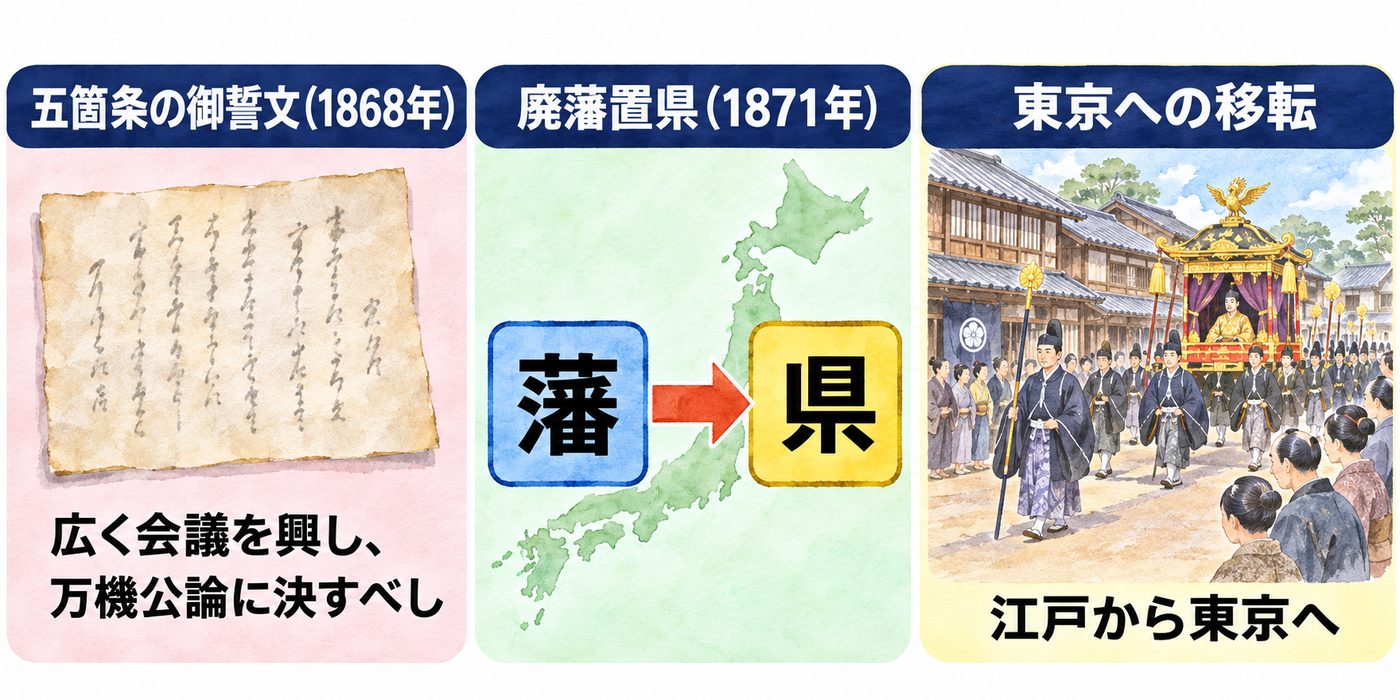 五箇条の御誓文(1868年)
広く会議を興し、
万機公論に決すべし
廃藩置県(1871年)
藩
県
東京への移転
江戸から東京へ